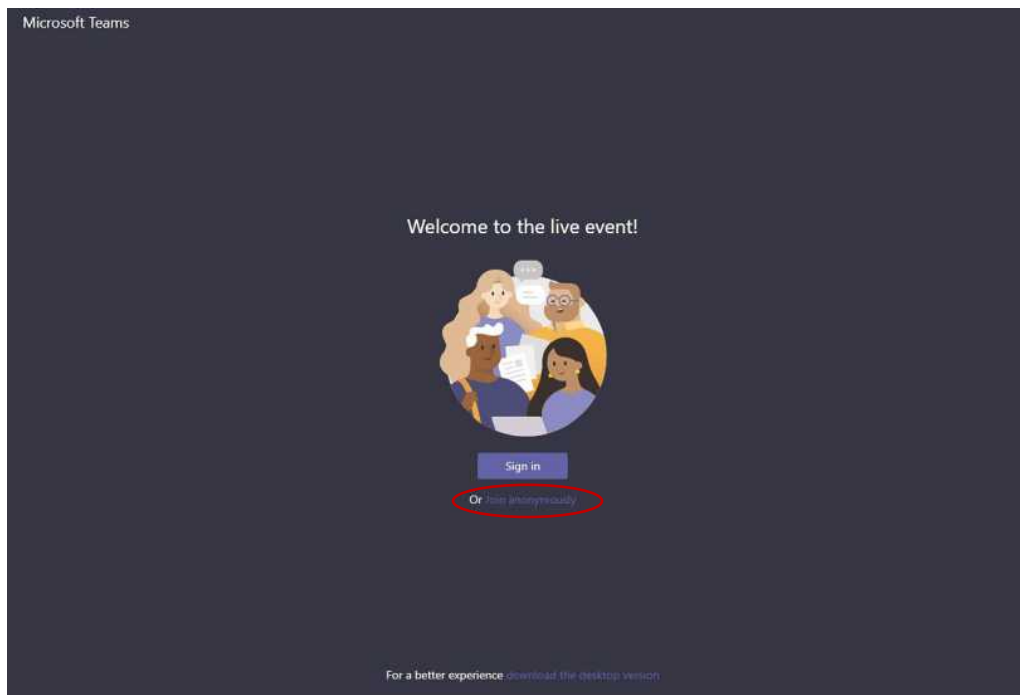 Microsoft Teams
Welcome to the live event!
Sign in
Or Join anonymously
For a better experience download the desktop version